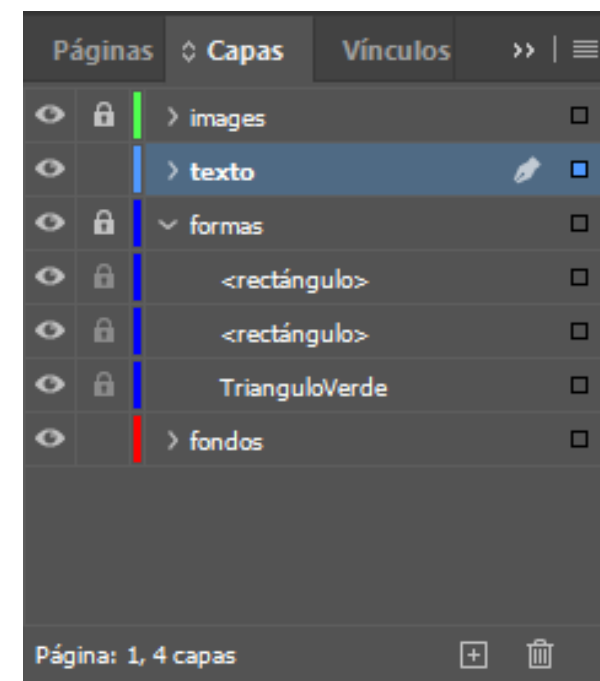 Páginas Capas Vínculos
images
texto
formas
<rectángulo>
<rectángulo>
TrianguloVerde
fondos
Página: 1, 4 capas